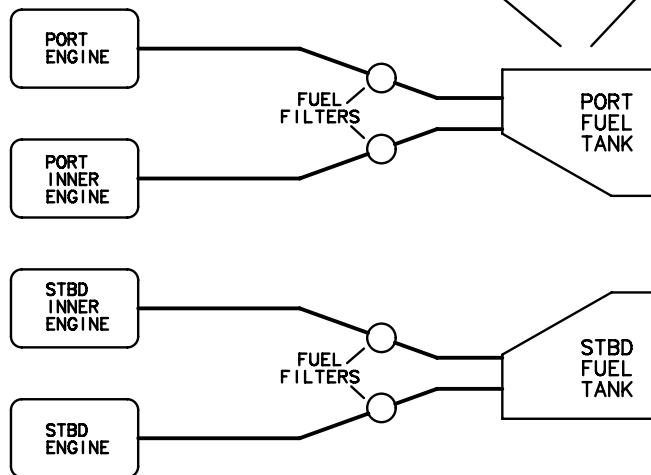 PORT
ENGINE
FUEL
FILTERS
PORT
FUEL
TANK
PORT
INNER
ENGINE
STBD
INNER
ENGINE
FUEL
FILTERS
STBD
FUEL
TANK
STBD
ENGINE